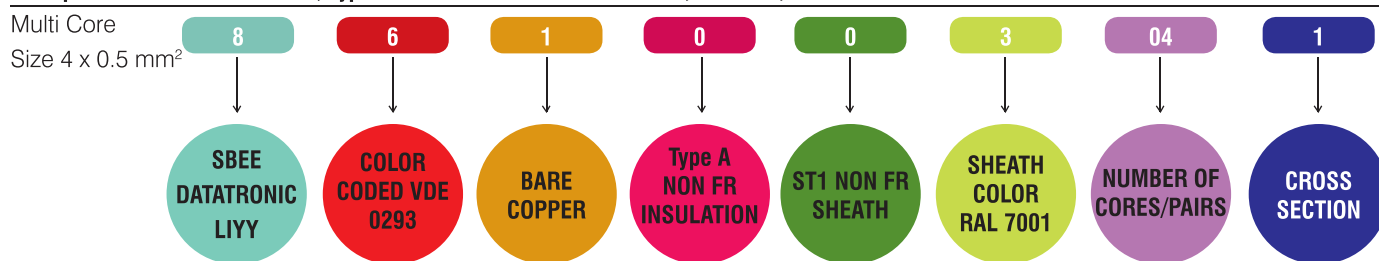 Multi Core
Size 4 x 0.5 mm²
8 6 1 0 0 3 04 1
SBEE
DATATRONIC
LIYY
COLOR
CODED VDE
0293
BARE
COPPER
Type A
NON FR
INSULATION
ST1 NON FR
SHEATH
SHEATH
COLOR
RAL 7001
NUMBER OF
CORES/PAIRS
CROSS
SECTION